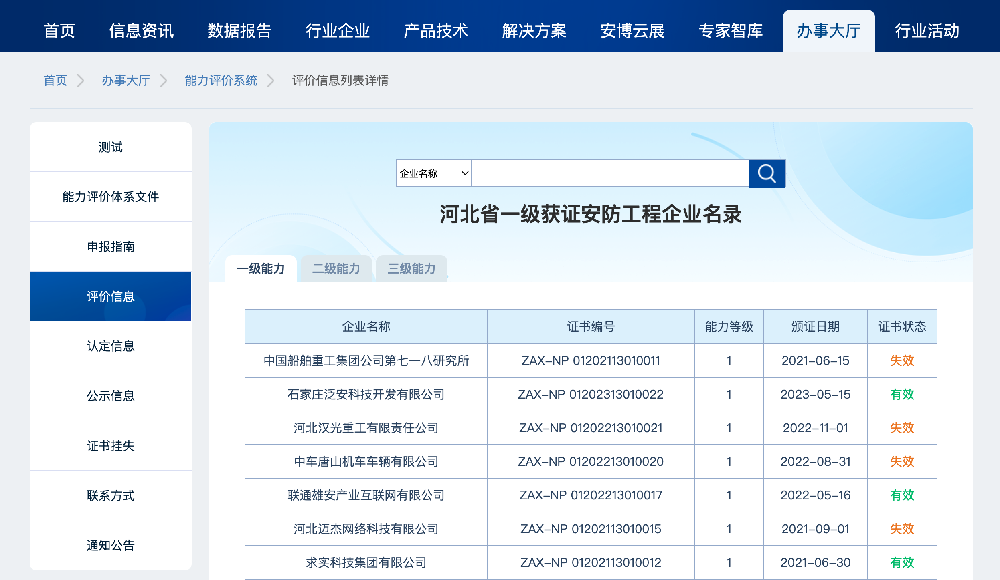 首页 信息资讯 数据报告 行业企业 产品技术 解决方案 安博云展 专家智库 办事大厅 行业活动
首页 办事大厅 能力评价系统 评价信息列表详情
测试
能力评价体系文件
申报指南
评价信息
认定信息
公示信息
证书挂失
联系方式
通知公告
企业名称
河北省一级获证安防工程企业名录
一级能力 二级能力 三级能力
企业名称 证书编号 能力等级 颁证日期 证书状态
中国船舶重工集团公司第七一八研究所 ZAX-NP 01202113010011 1 2021-06-15 失效
石家庄泛安科技开发有限公司 ZAX-NP 01202313010022 1 2023-05-15 有效
河北汉光重工有限责任公司 ZAX-NP 01202213010021 1 2022-11-01 失效
中车唐山机车车辆有限公司 ZAX-NP 01202213010020 1 2022-08-31 失效
联通雄安产业互联网有限公司 ZAX-NP 01202213010017 1 2022-05-16 有效
河北迈杰网络科技有限公司 ZAX-NP 01202113010015 1 2021-09-01 失效
求实科技集团有限公司 ZAX-NP 01202113010012 1 2021-06-30 有效